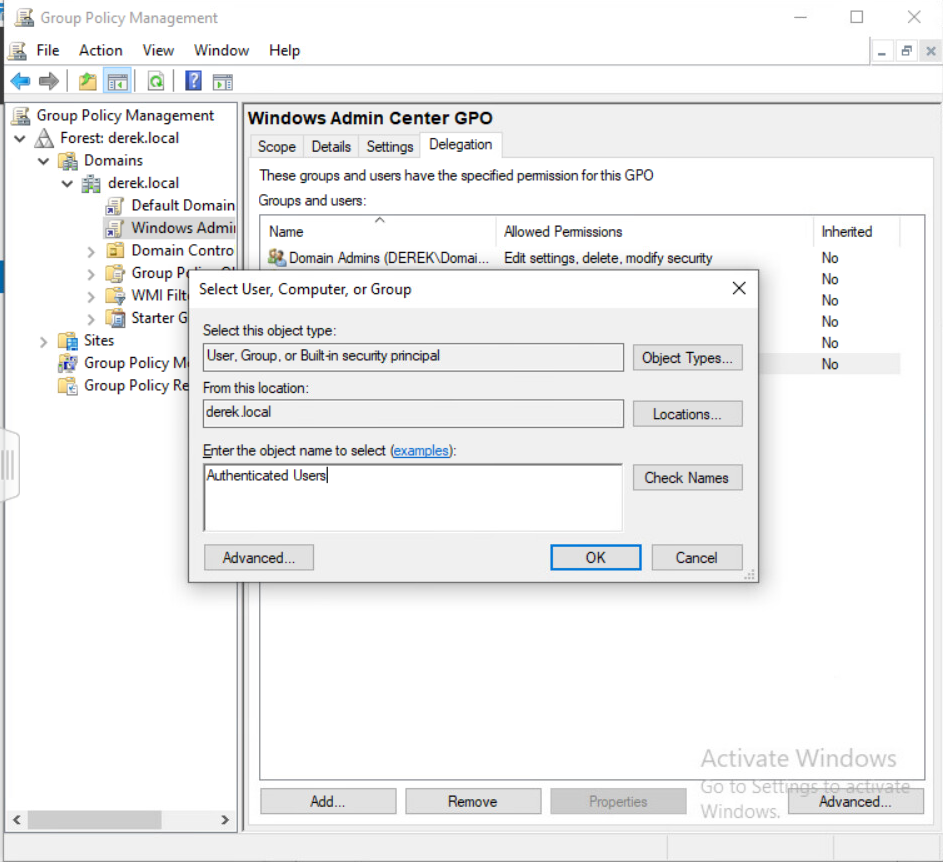 Group Policy Management
File Action View Window Help
Group Policy Management
Forest: derek.local
Domains
derek.local
Default Domain
Windows Admi
Domain Contro
Group P
WMI Filt
Starter G
Sites
Group Policy M
Group Policy Re
Windows Admin Center GPO
Scope Details Settings Delegation
These groups and users have the specified permission for this GPO
Groups and users:
Name Allowed Permissions Inherited
Domain Admins (DEREK\Domai... Edit settings, delete, modify security No
No
No
No
No
No
Select User, Computer, or Group
Select this object type:
User, Group, or Built-in security principal Object Types...
From this location:
derek.local Locations...
Enter the object name to select (examples):
Authenticated Users Check Names
Advanced... OK Cancel
Activate Windows
Go to Settings to activate
Windows.
Add... Remove Properties Advanced...